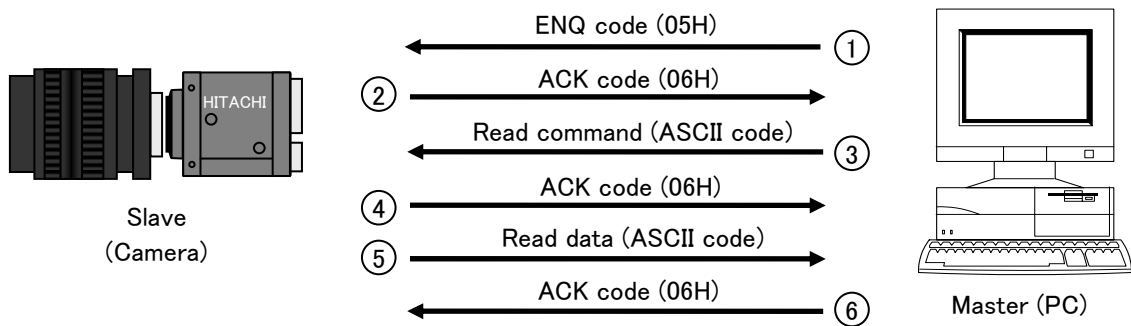 ENQ code (05H)
①
HITACHI
②
ACK code (06H)
Read command (ASCII code)
③
ACK code (06H)
④
Slave
(Camera)
Read data (ASCII code)
⑤
ACK code (06H)
⑥
Master (PC)